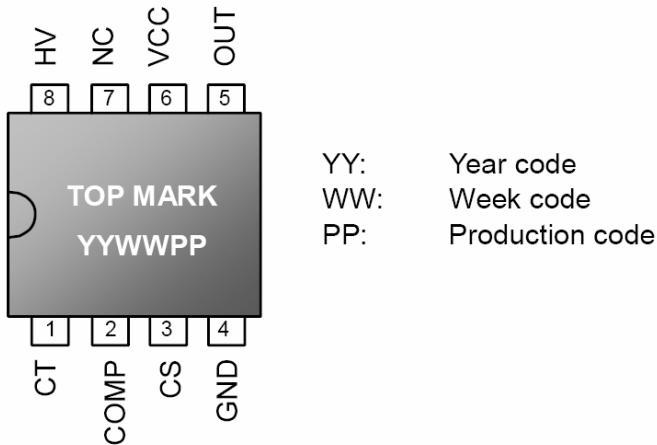 HV NC VCC OUT
8 7 6 5
TOP MARK
YYWWPP
YY: Year code
WW: Week code
PP: Production code
1 2 3 4
CT COMP CS GND